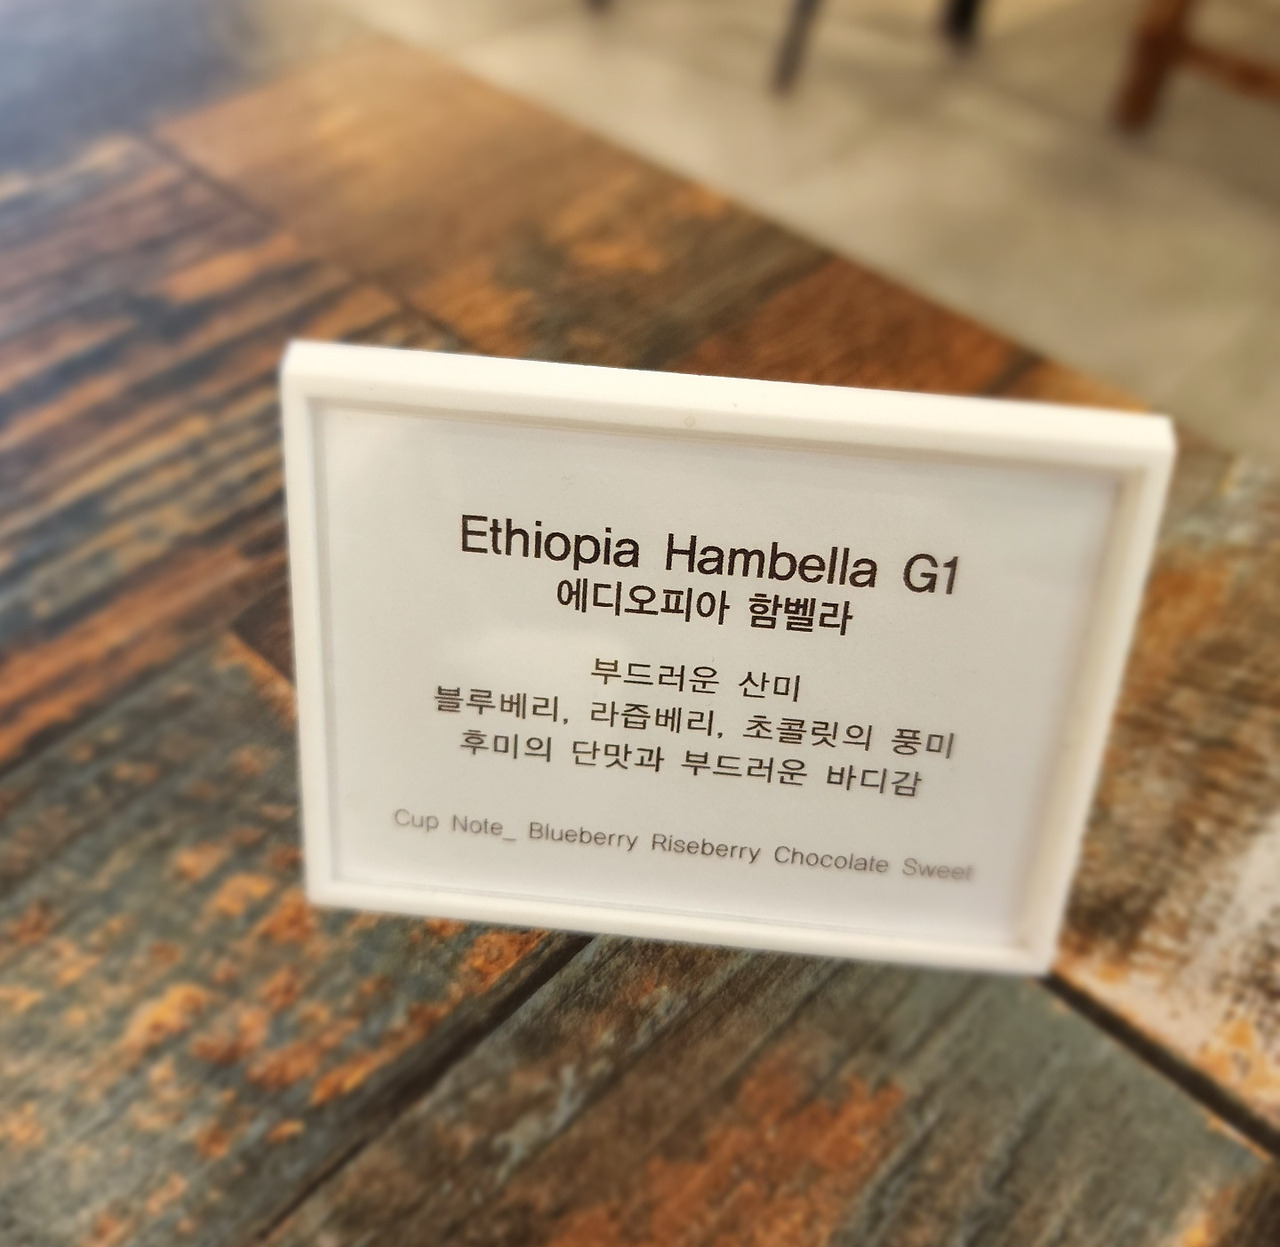 Ethiopia Hambella G1
에디오피아 함벨라
부드러운 산미
블루베리, 라즙베리, 초콜릿의 풍미
후미의 단맛과 부드러운 바디감
Cup Note_ Blueberry Riseberry Chocolate Sweet